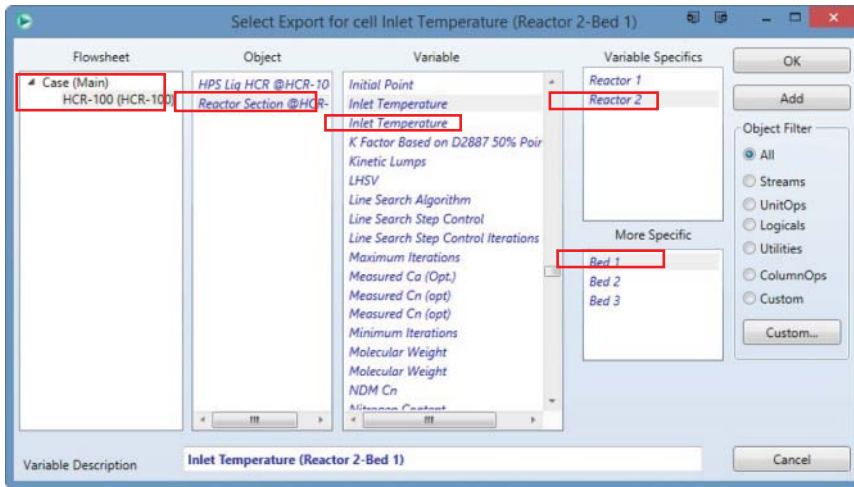 Select Export for cell Inlet Temperature (Reactor 2-Bed 1)
Flowsheet
Object
Variable
Variable Specifics
OK
Case (Main)
HCR-100 (HCR-100)
HPS Liq HCR @HCR-10
Reactor Section @HCR-
Initial Point
Inlet Temperature
Inlet Temperature
K Factor Based on D2887 50% Poir
Kinetic Lumps
LHSV
Line Search Algorithm
Line Search Step Control
Line Search Step Control Iterations
Maximum Iterations
Measured Ca (Opt.)
Measured Cn (opt)
Measured Cn (opt)
Minimum Iterations
Molecular Weight
Molecular Weight
NDM Cn
Nitrogen Content
Reactor 1
Reactor 2
More Specific
Bed 1
Bed 2
Bed 3
Add
Object Filter
All
Streams
UnitOps
Logicals
Utilities
ColumnOps
Custom
Custom...
Variable Description
Inlet Temperature (Reactor 2-Bed 1)
Cancel